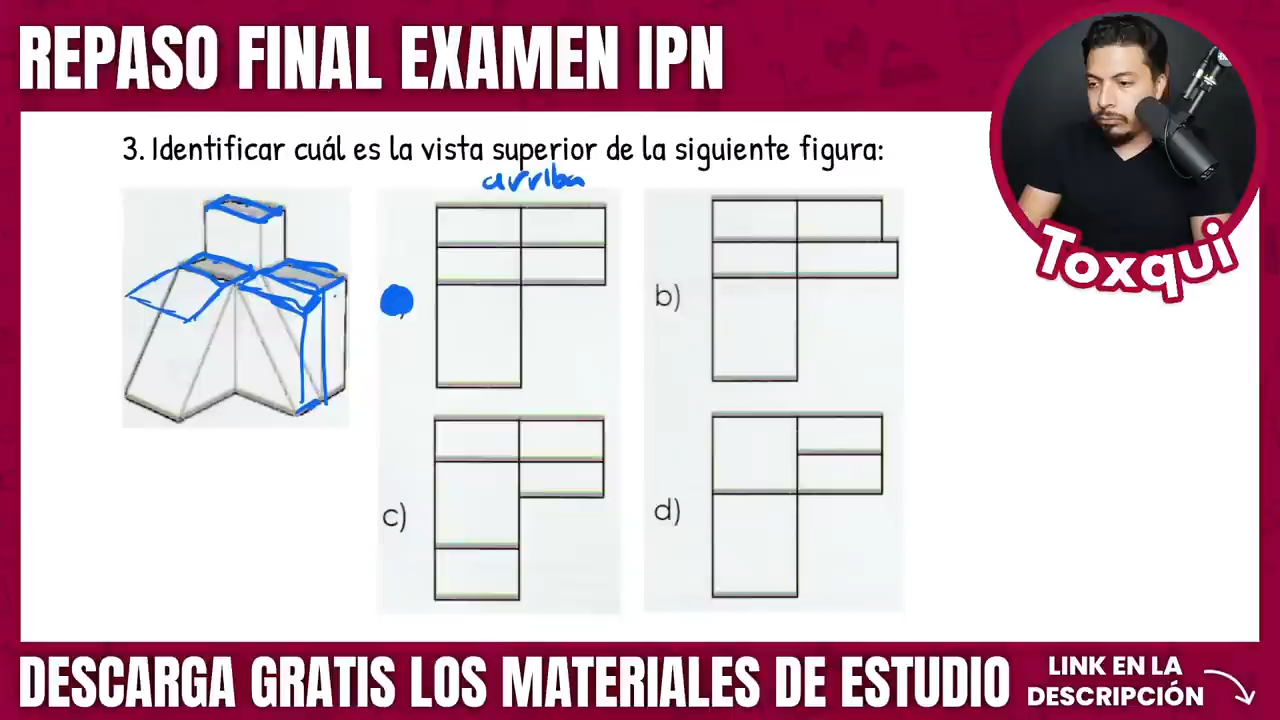 REPASO FINAL EXAMEN IPN
3. Identificar cuál es la vista superior de la siguiente figura:
arriba
b)
c)
d)
Toxqui
DESCARGA GRATIS LOS MATERIALES DE ESTUDIO
LINK EN LA
DESCRIPCIÓN